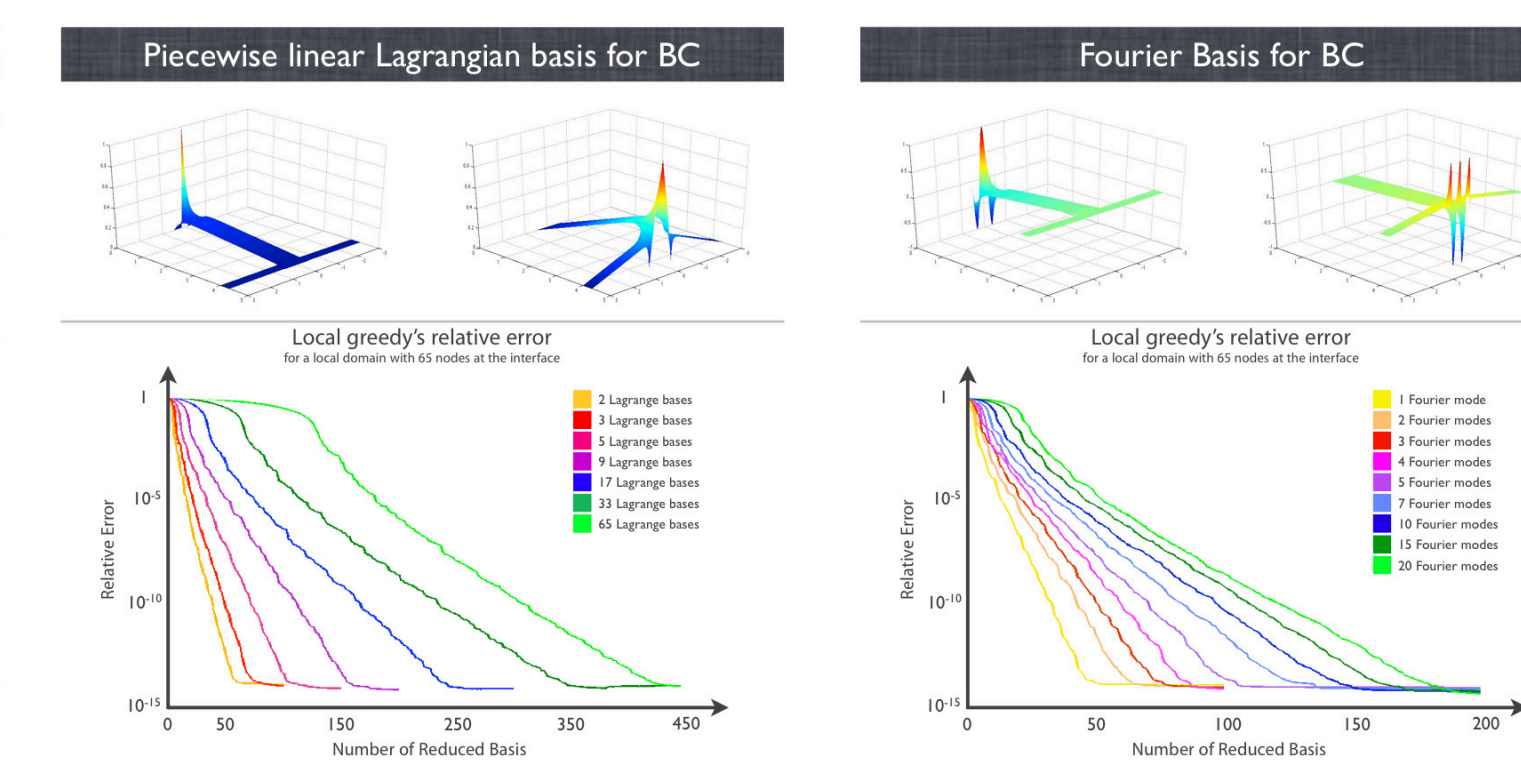 Piecewise linear Lagrangian basis for BC
Local greedy's relative error
for a local domain with 65 nodes at the interface
1
10-5
10-10
10-15
Relative Error
0 50 150 250 350 450
Number of Reduced Basis
2 Lagrange bases
3 Lagrange bases
5 Lagrange bases
9 Lagrange bases
17 Lagrange bases
33 Lagrange bases
65 Lagrange bases
Fourier Basis for BC
Local greedy's relative error
for a local domain with 65 nodes at the interface
1
10-5
10-10
10-15
Relative Error
0 50 100 150 200
Number of Reduced Basis
1 Fourier mode
2 Fourier modes
3 Fourier modes
4 Fourier modes
5 Fourier modes
7 Fourier modes
10 Fourier modes
15 Fourier modes
20 Fourier modes